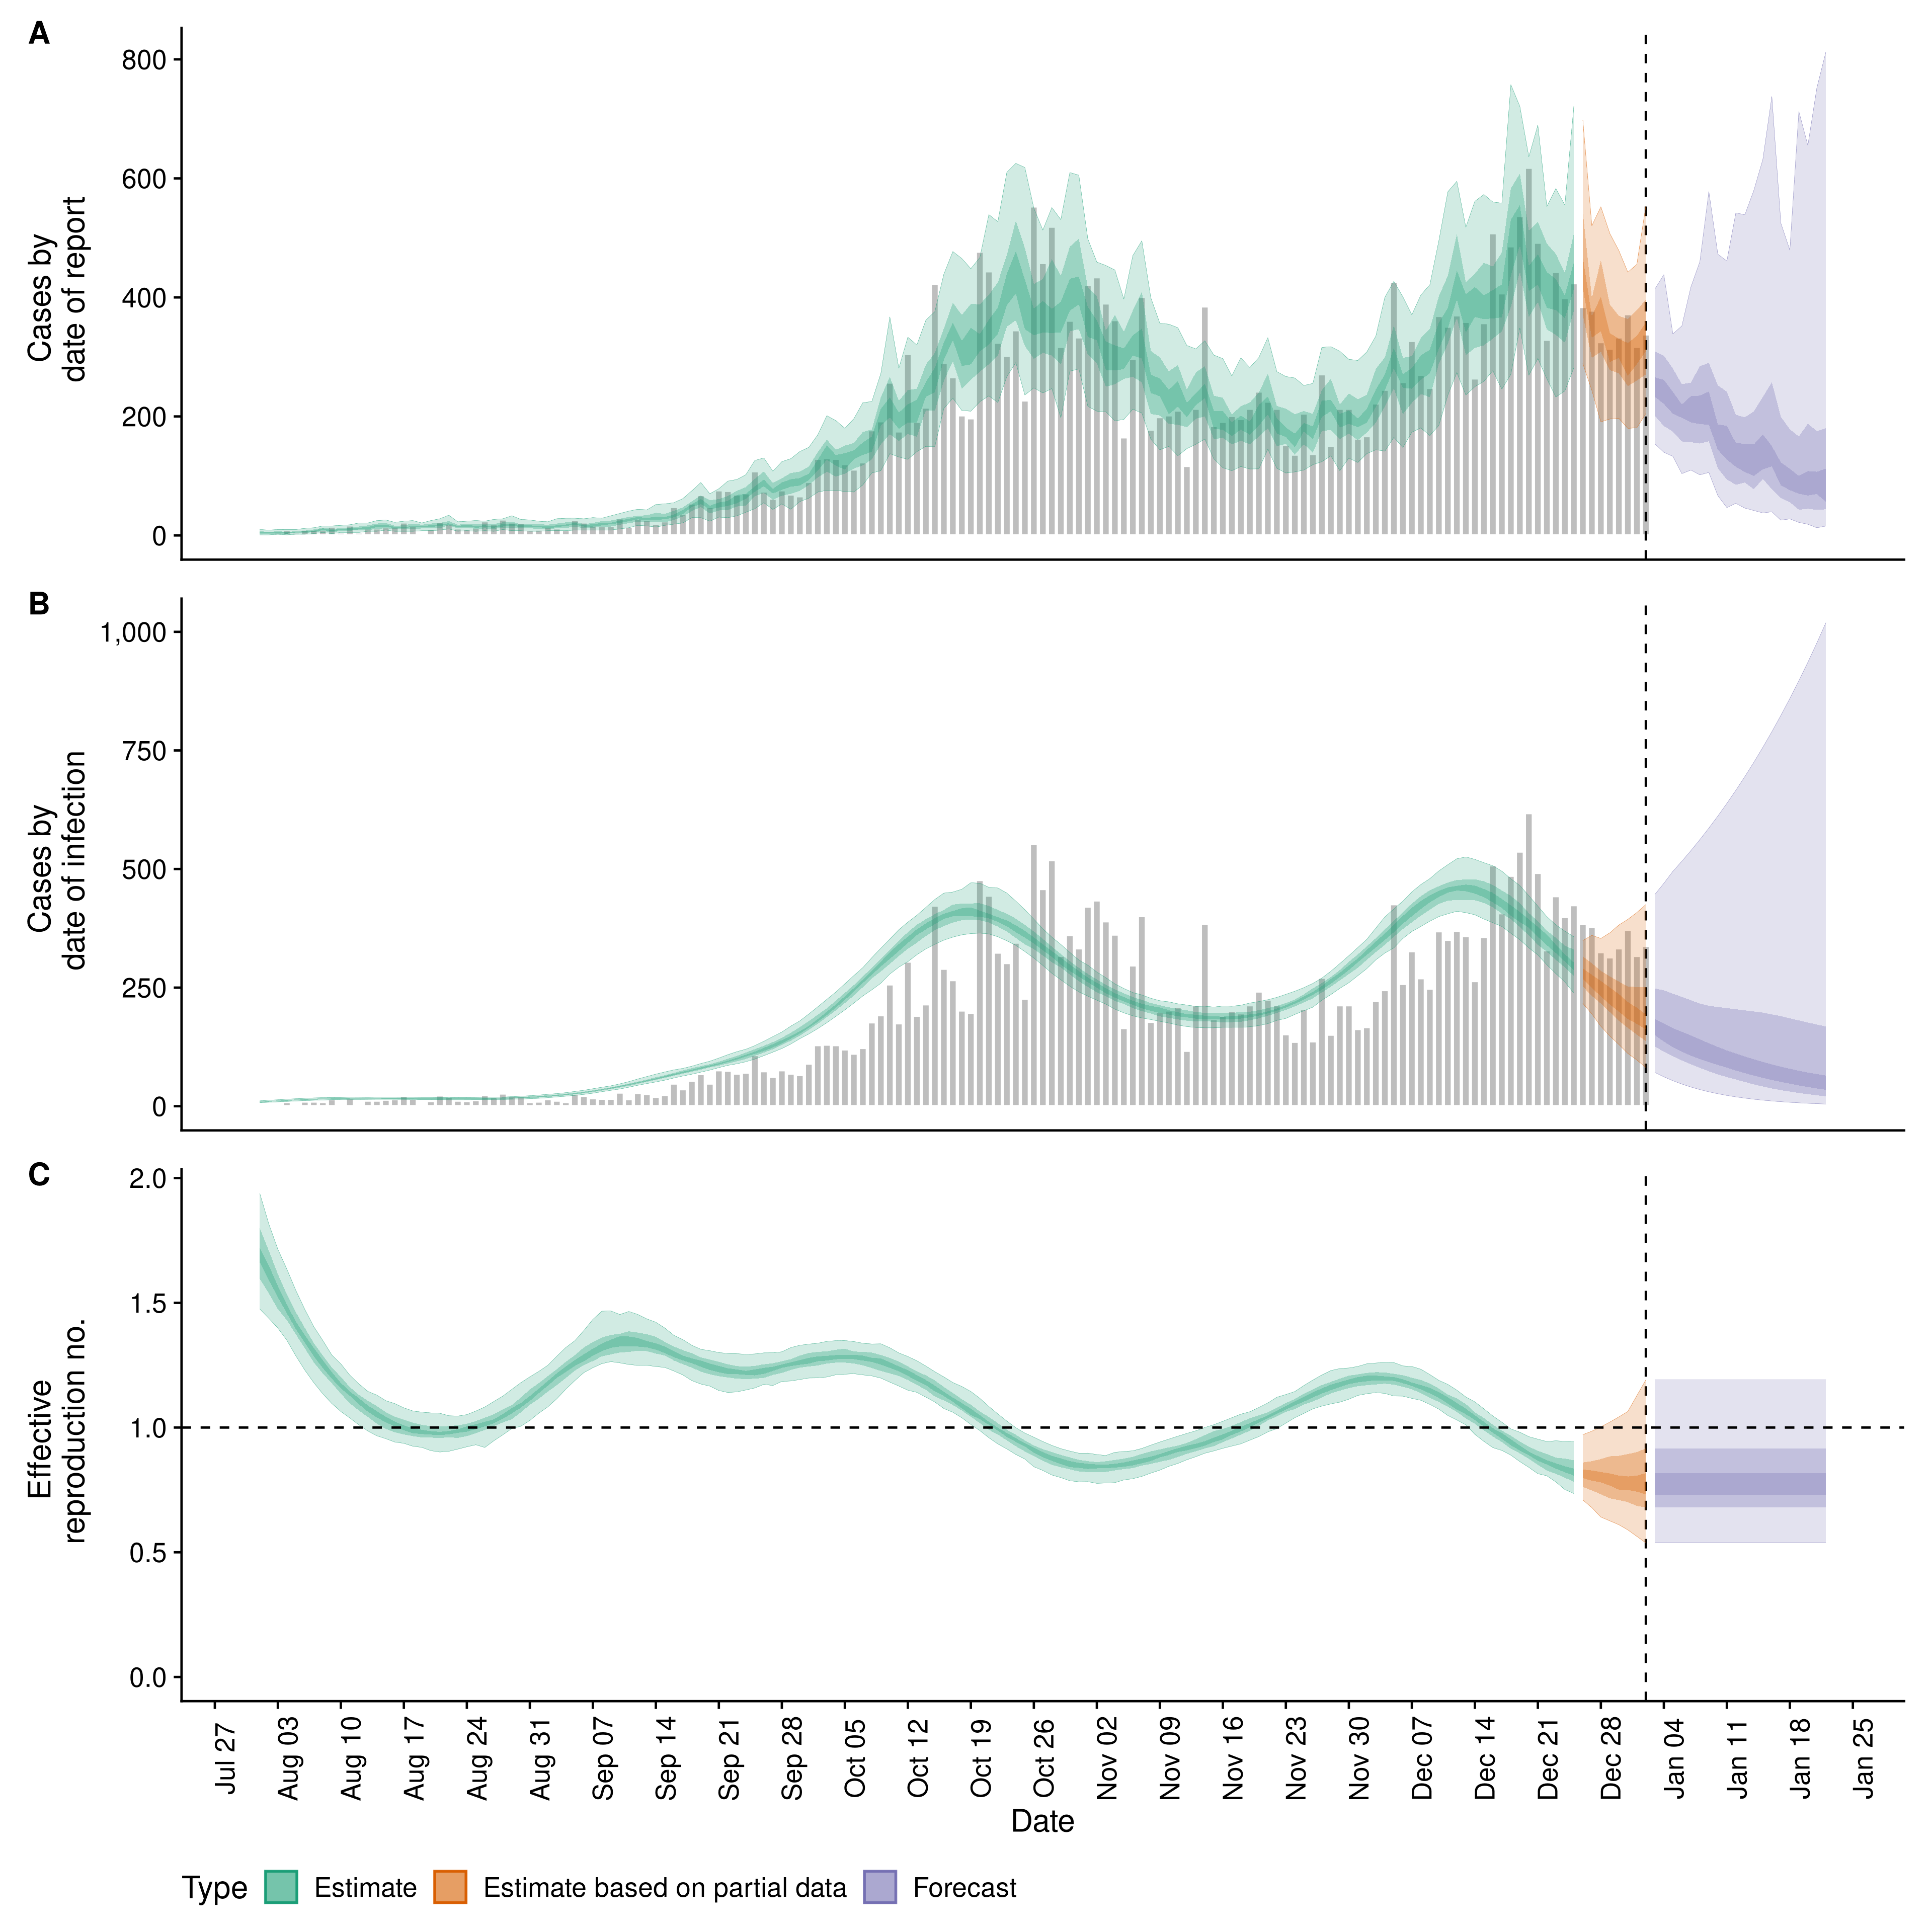 A
800
600
400
200
0
Cases by
date of report
B
1,000
750
500
250
0
Cases by
date of infection
C
2.0
1.5
1.0
0.5
0.0
Effective
reproduction no.
Jul 27
Aug 03
Aug 10
Aug 17
Aug 24
Aug 31
Sep 07
Sep 14
Sep 21
Sep 28
Oct 05
Oct 12
Oct 19
Oct 26
Nov 02
Nov 09
Nov 16
Nov 23
Nov 30
Dec 07
Dec 14
Dec 21
Dec 28
Jan 04
Jan 11
Jan 18
Jan 25
Date
Type Estimate Estimate based on partial data Forecast